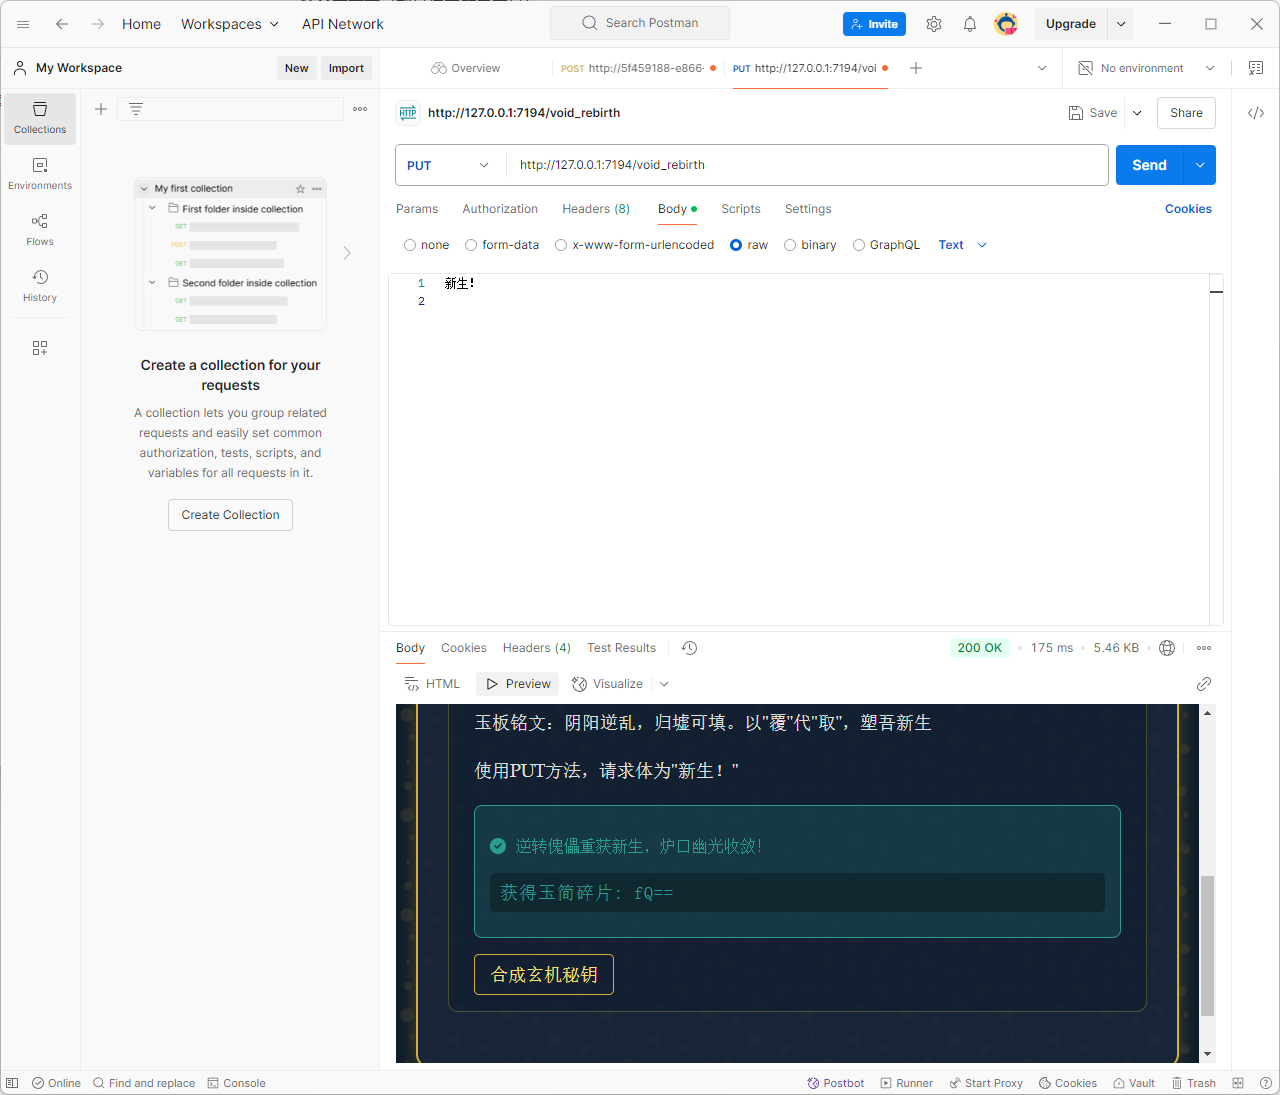 Home
Workspaces
API Network
Search Postman
Invite
Upgrade
My Workspace
New
Import
Overview
POST http://5f459188-e866-
PUT http://127.0.0.1:7194/voi
No environment
Collections
Environments
Flows
History
My first collection
First folder inside collection
GET
POST
GET
Second folder inside collection
GET
GET
Create a collection for your
requests
A collection lets you group related
requests and easily set common
authorization, tests, scripts, and
variables for all requests in it.
Create Collection
HTTP
http://127.0.0.1:7194/void_rebirth
Save
Share
PUT
http://127.0.0.1:7194/void_rebirth
Send
Params
Authorization
Headers (8)
Body
Scripts
Settings
Cookies
none
form-data
x-www-form-urlencoded
raw
binary
GraphQL
Text
1
新生！
2
Body
Cookies
Headers (4)
Test Results
200 OK
175 ms
5.46 KB
HTML
Preview
Visualize
玉板铭文：阴阳逆乱，归墟可填。以"覆"代"取"，塑吾新生
使用PUT方法，请求体为"新生！"
逆转傀儡重获新生，炉口幽光收敛！
获得玉简碎片：fQ==
合成玄机秘钥
Online
Find and replace
Console
Postbot
Runner
Start Proxy
Cookies
Vault
Trash